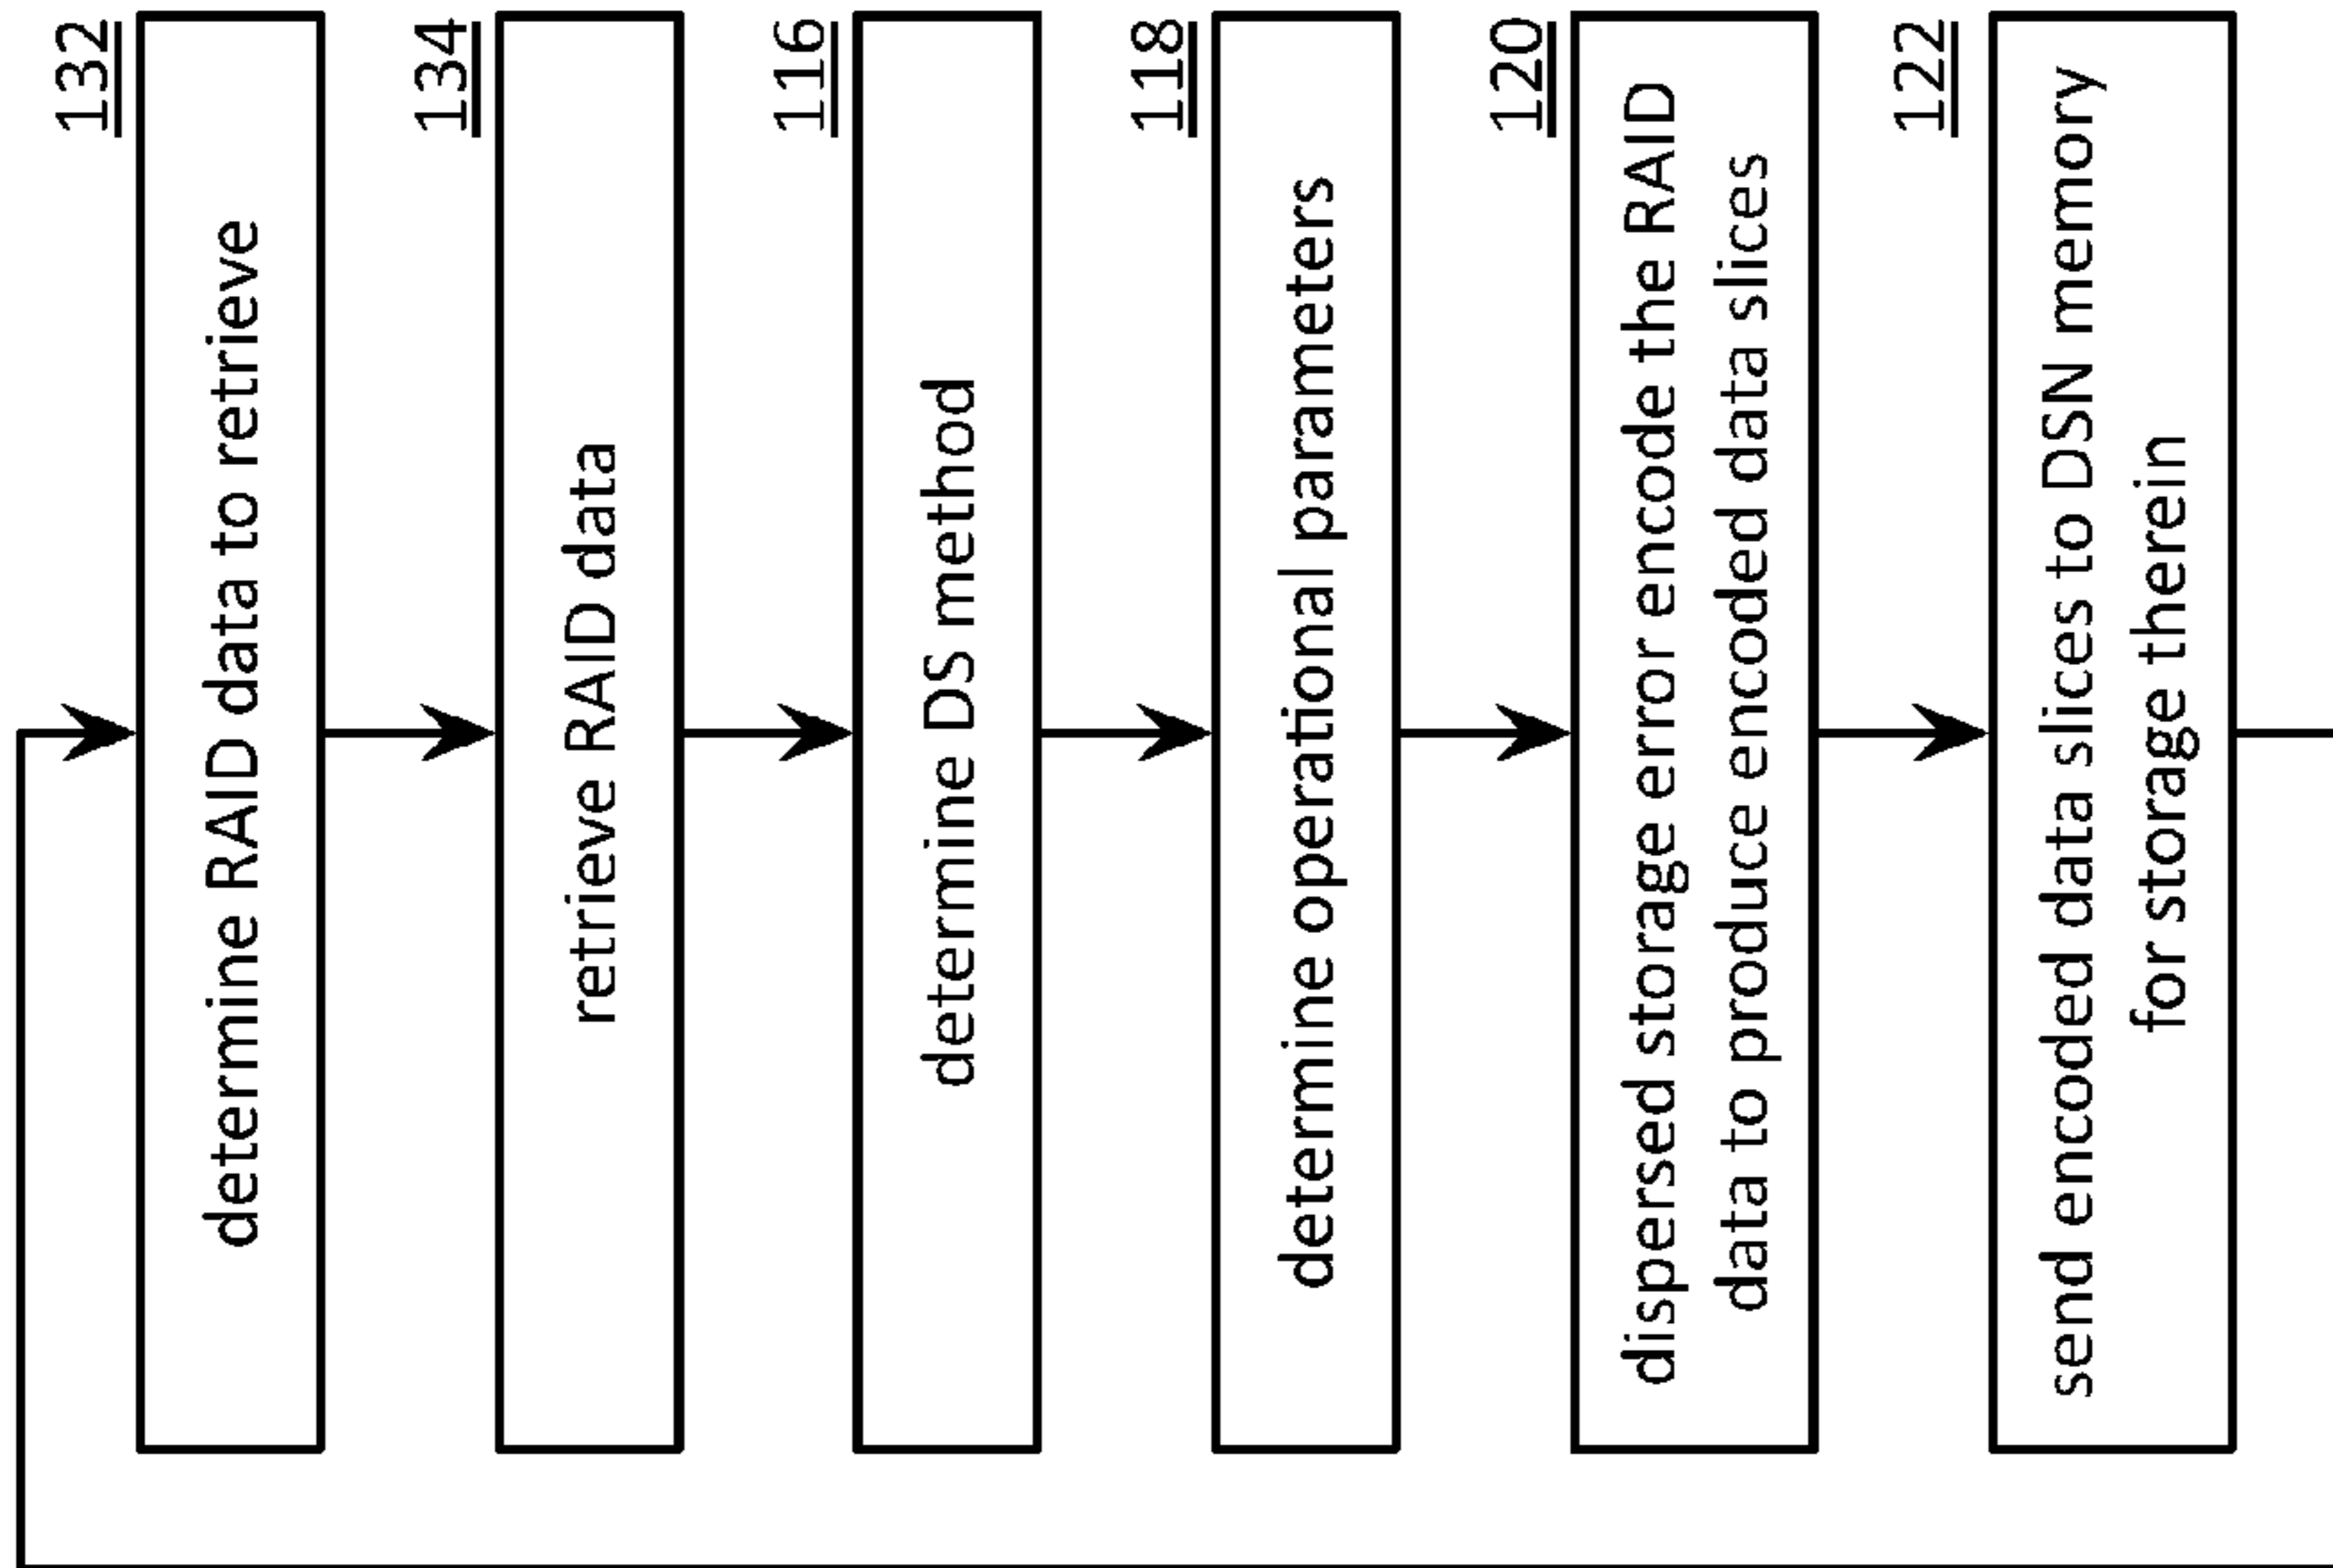 132
determine RAID data to retrieve
134
retrieve RAID data
116
determine DS method
118
determine operational parameters
120
dispersed storage error encode the RAID
data to produce encoded data slices
122
send encoded data slices to DSN memory
for storage therein